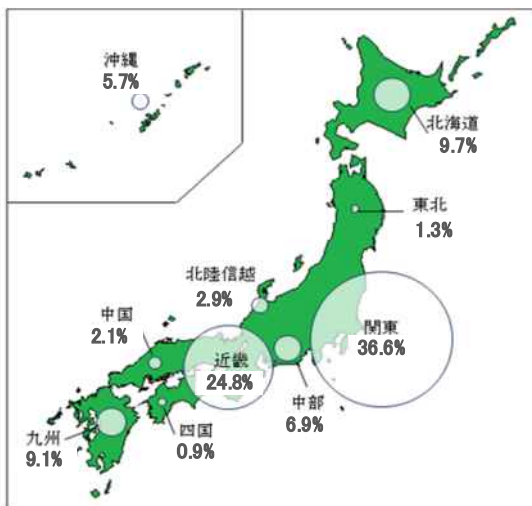 沖縄
5.7%
北海道
9.7%
東北
1.3%
北陸信越
2.9%
中国
2.1%
関東
36.6%
近畿
24.8%
中部
6.9%
四国
0.9%
九州
9.1%